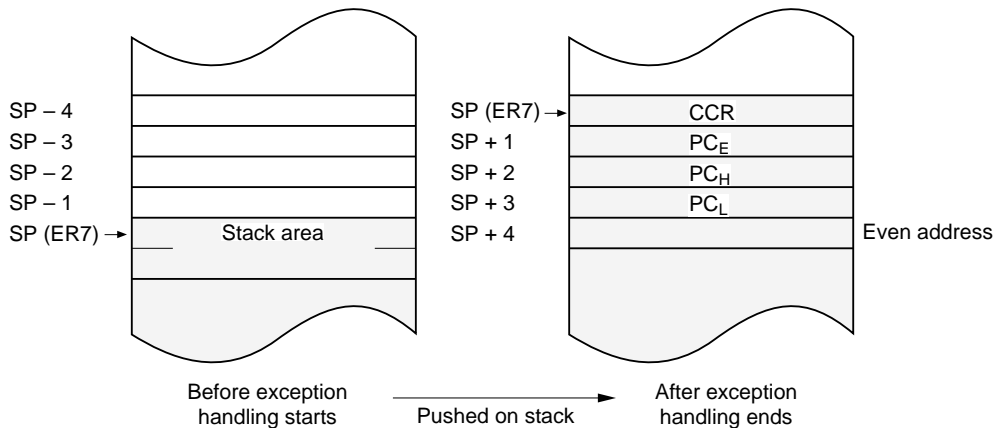 SP – 4
SP – 3
SP – 2
SP – 1
SP (ER7)
Stack area
SP (ER7)
SP + 1
SP + 2
SP + 3
SP + 4
CCR
PCE
PCH
PCL
Even address
Before exception
handling starts
Pushed on stack
After exception
handling ends